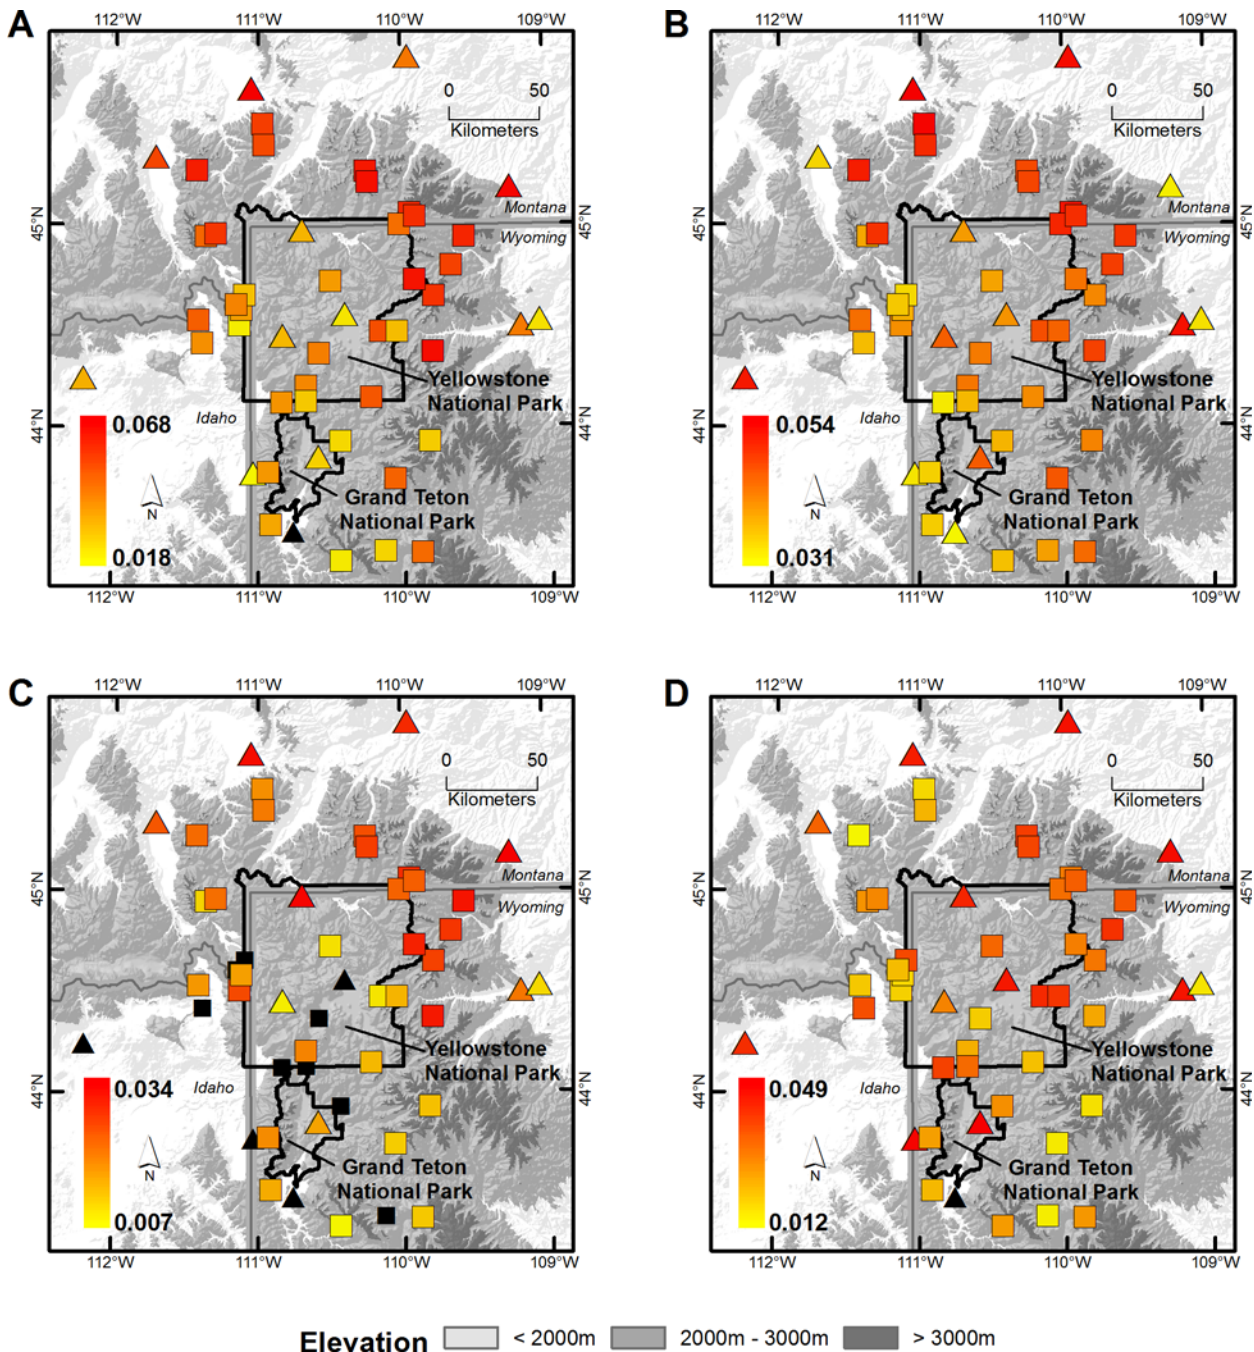 A
112°W 111°W 110°W 109°W
0 50
Kilometers
45°N
Montana
Wyoming
45°N
Yellowstone
National Park
44°N
Idaho
44°N
0.068
0.018
N
Grand Teton
National Park
112°W 111°W 110°W 109°W
B
112°W 111°W 110°W 109°W
0 50
Kilometers
45°N
Montana
Wyoming
45°N
Yellowstone
National Park
44°N
Idaho
44°N
0.054
0.031
N
Grand Teton
National Park
112°W 111°W 110°W 109°W
C
112°W 111°W 110°W 109°W
0 50
Kilometers
45°N
Montana
Wyoming
45°N
Yellowstone
National Park
44°N
Idaho
44°N
0.034
0.007
N
Grand Teton
National Park
112°W 111°W 110°W 109°W
D
112°W 111°W 110°W 109°W
0 50
Kilometers
45°N
Montana
Wyoming
45°N
Yellowstone
National Park
44°N
Idaho
44°N
0.049
0.012
N
Grand Teton
National Park
112°W 111°W 110°W 109°W
Elevation < 2000m 2000m - 3000m > 3000m